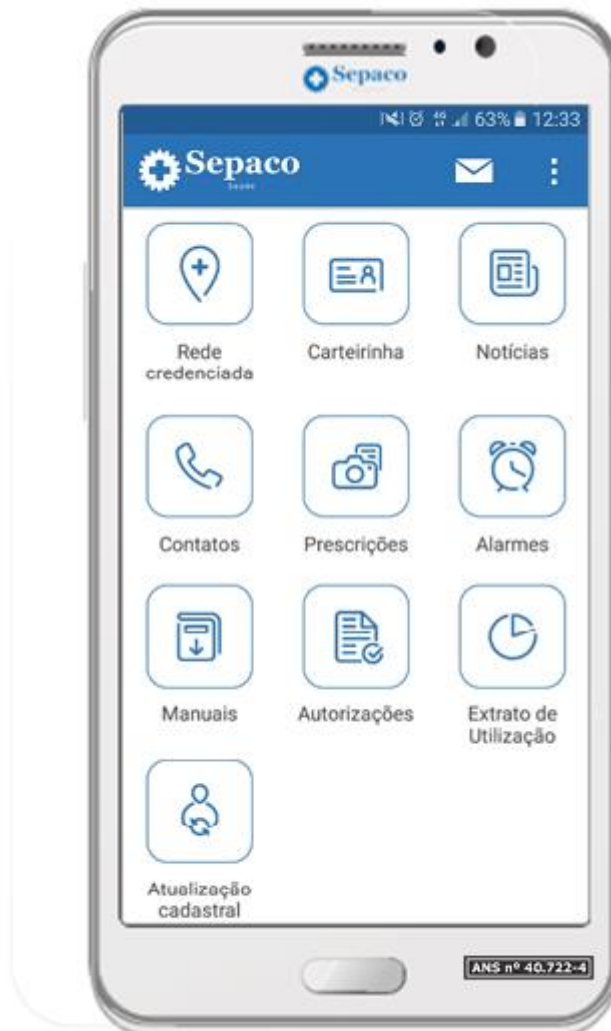 Sepaco
63% 12:33
Sepaco
Saúde
Rede
credenciada
Carteirinha
Notícias
Contatos
Prescrições
Alarmes
Manuais
Autorizações
Extrato de
Utilização
Atualização
cadastral
ANS nº 40.722-4